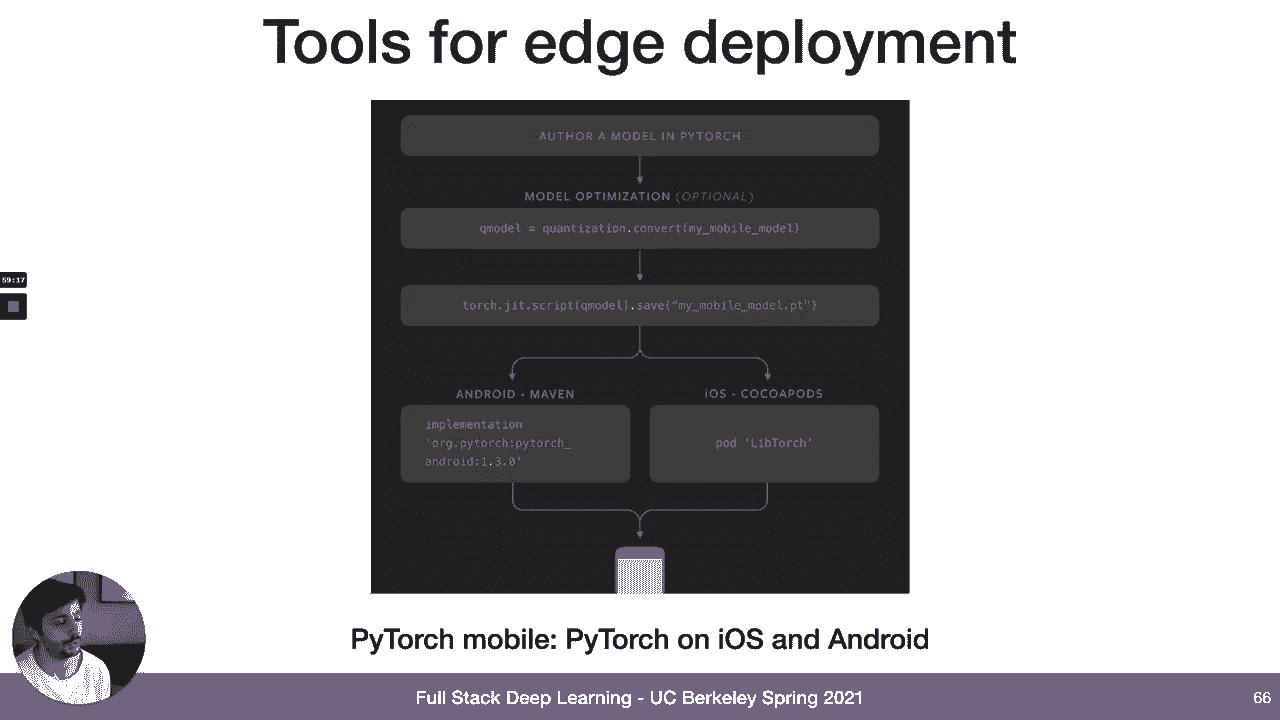 Tools for edge deployment
AUTHOR A MODEL IN PYTORCH
MODEL OPTIMIZATION (OPTIONAL)
qmodel = quantization.convert(my_mobile_model)
59:17
torch.jit.script(qmodel).save("my_mobile_model.pt")
ANDROID - MAVEN
implementation
'org.pytorch:pytorch_
android:1.3.0'
iOS - COCOAPODS
pod 'LibTorch'
PyTorch mobile: PyTorch on iOS and Android
Full Stack Deep Learning - UC Berkeley Spring 2021
66